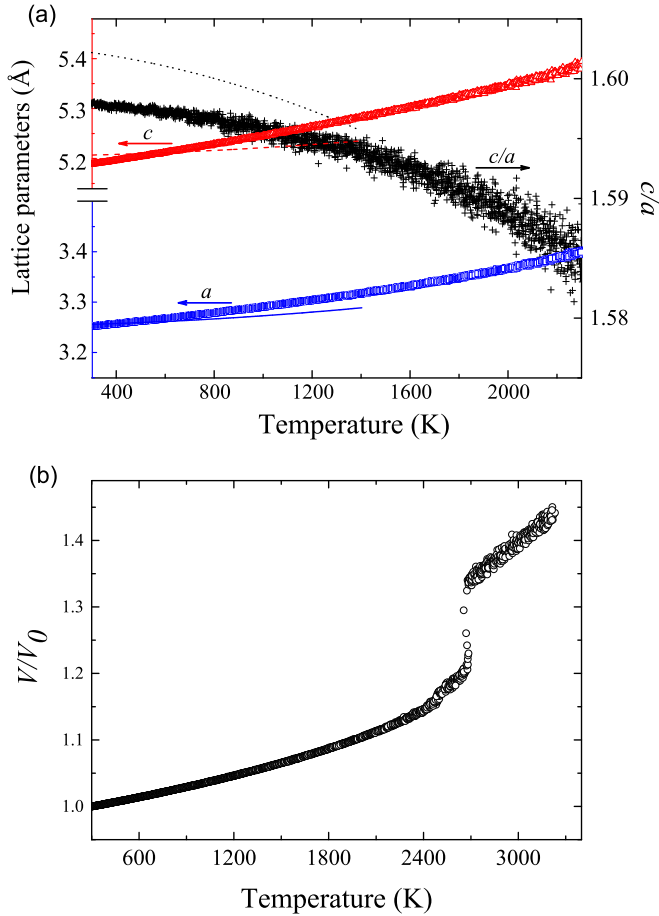 (a)
5.4
5.3
5.2
3.4
3.3
3.2
Lattice parameters (Å)
c
a
c/a
1.60
1.59
1.58
c/a
400 800 1200 1600 2000
Temperature (K)
(b)
1.4
1.3
1.2
1.1
1.0
V/V0
600 1200 1800 2400 3000
Temperature (K)